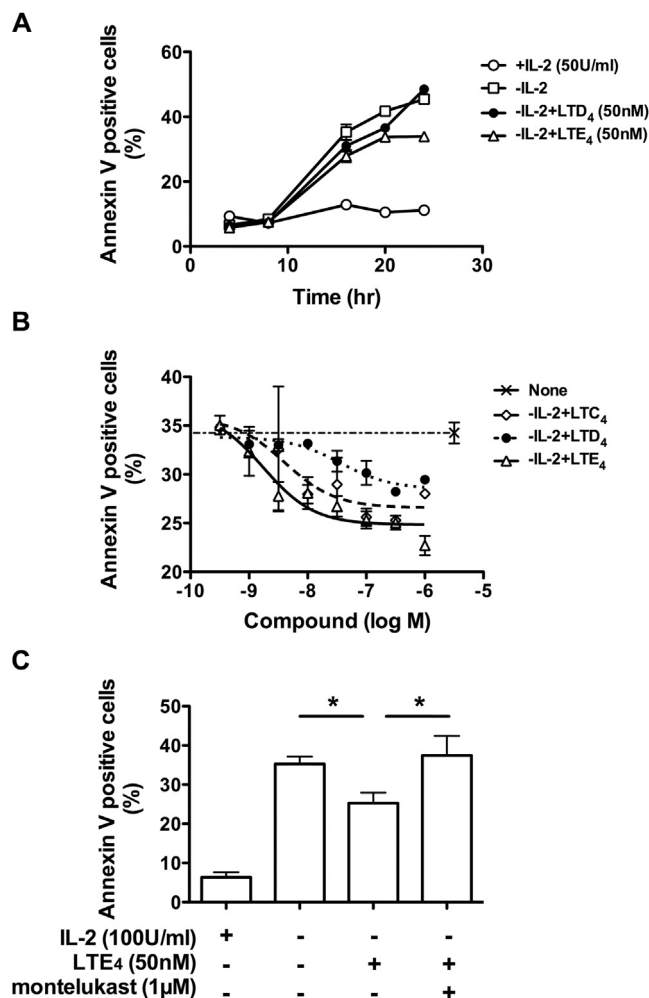 A
Annexin V positive cells
(%)
60
40
20
0
0
10
20
30
Time (hr)
+IL-2 (50U/ml)
-IL-2
-IL-2+LTD4 (50nM)
-IL-2+LTE4 (50nM)
B
Annexin V positive cells
(%)
40
35
30
25
20
-10
-9
-8
-7
-6
-5
Compound (log M)
None
-IL-2+LTC4
-IL-2+LTD4
-IL-2+LTE4
C
Annexin V positive cells
(%)
50
40
30
20
10
0
*
*
IL-2 (100U/ml) + - - -
LTE4 (50nM) - - + +
montelukast (1μM) - - - +